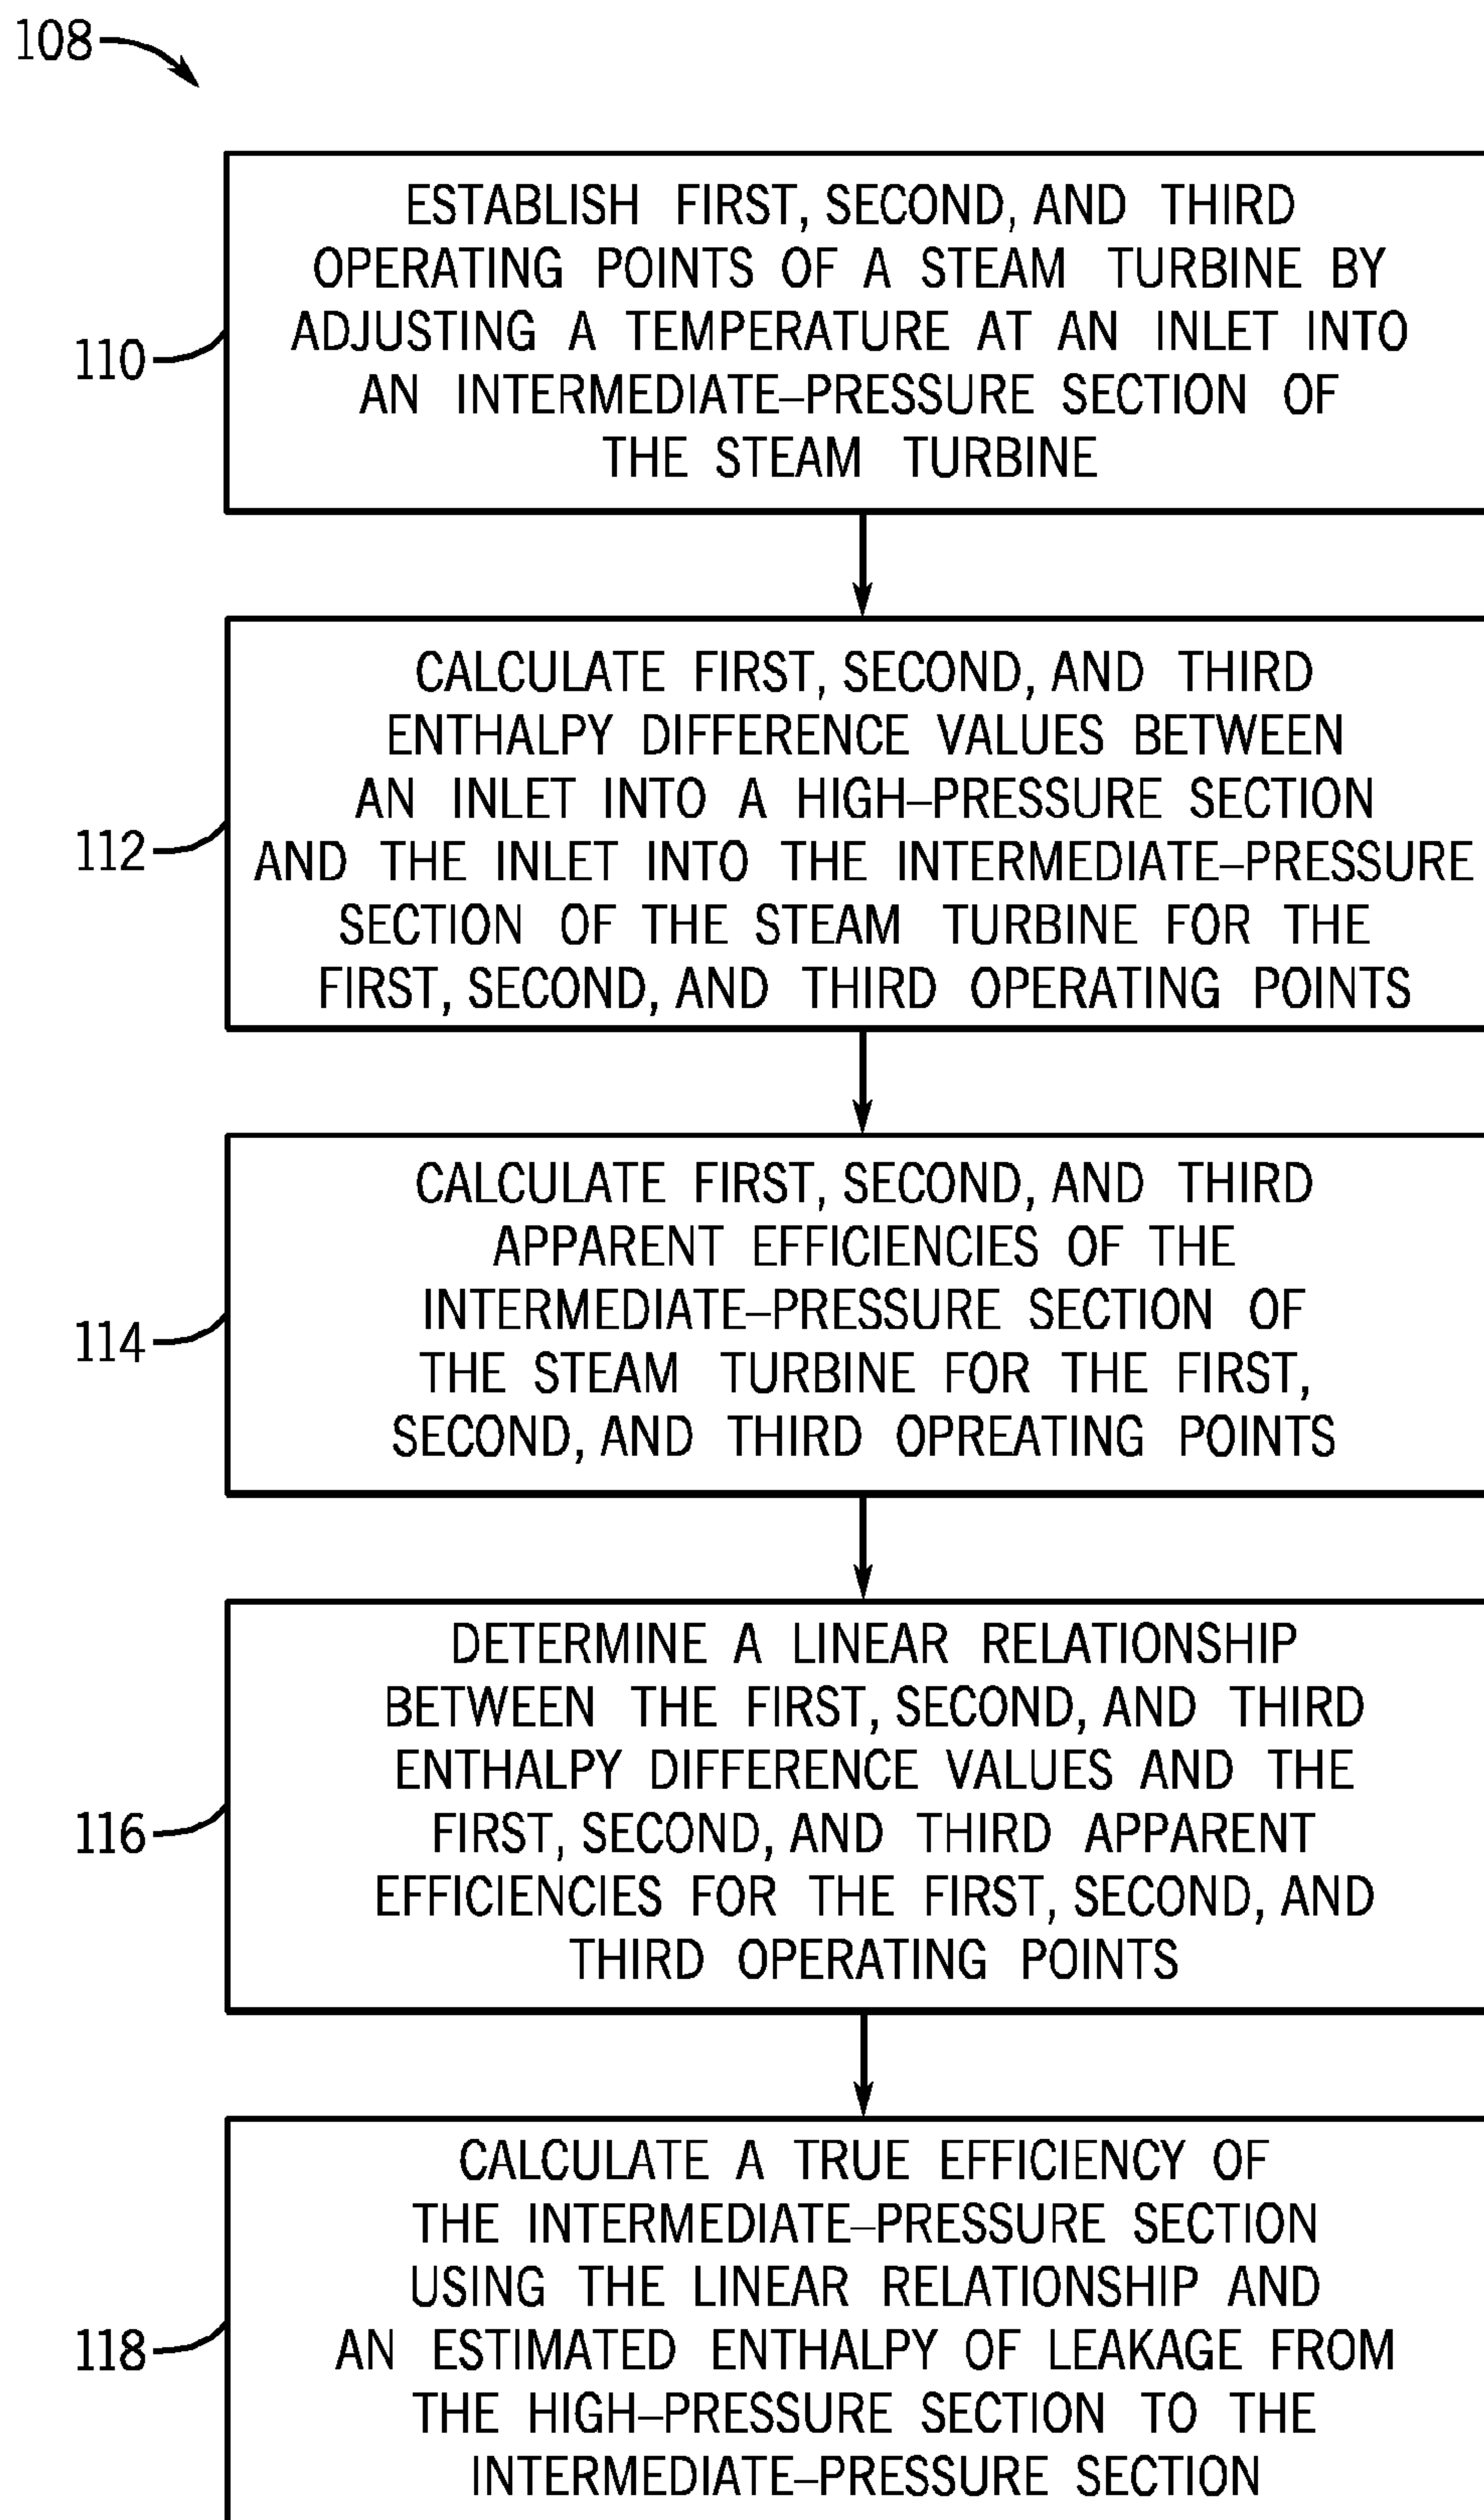 108
ESTABLISH FIRST, SECOND, AND THIRD
OPERATING POINTS OF A STEAM TURBINE BY
ADJUSTING A TEMPERATURE AT AN INLET INTO
AN INTERMEDIATE–PRESSURE SECTION OF
THE STEAM TURBINE
110
CALCULATE FIRST, SECOND, AND THIRD
ENTHALPY DIFFERENCE VALUES BETWEEN
AN INLET INTO A HIGH–PRESSURE SECTION
AND THE INLET INTO THE INTERMEDIATE–PRESSURE
SECTION OF THE STEAM TURBINE FOR THE
FIRST, SECOND, AND THIRD OPERATING POINTS
112
CALCULATE FIRST, SECOND, AND THIRD
APPARENT EFFICIENCIES OF THE
INTERMEDIATE–PRESSURE SECTION OF
THE STEAM TURBINE FOR THE FIRST,
SECOND, AND THIRD OPREATING POINTS
114
DETERMINE A LINEAR RELATIONSHIP
BETWEEN THE FIRST, SECOND, AND THIRD
ENTHALPY DIFFERENCE VALUES AND THE
FIRST, SECOND, AND THIRD APPARENT
EFFICIENCIES FOR THE FIRST, SECOND, AND
THIRD OPERATING POINTS
116
CALCULATE A TRUE EFFICIENCY OF
THE INTERMEDIATE–PRESSURE SECTION
USING THE LINEAR RELATIONSHIP AND
AN ESTIMATED ENTHALPY OF LEAKAGE FROM
THE HIGH–PRESSURE SECTION TO THE
INTERMEDIATE–PRESSURE SECTION
118